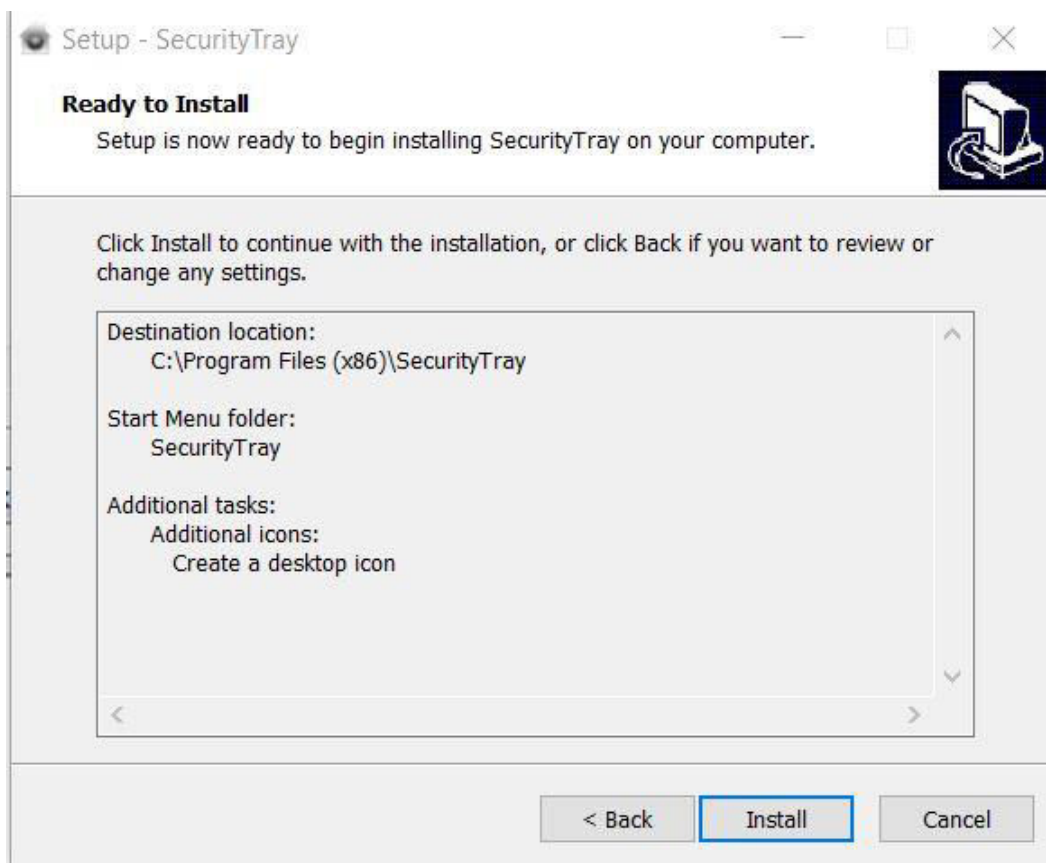 Setup - SecurityTray
Ready to Install
Setup is now ready to begin installing SecurityTray on your computer.
Click Install to continue with the installation, or click Back if you want to review or
change any settings.
Destination location:
C:\Program Files (x86)\SecurityTray
Start Menu folder:
SecurityTray
Additional tasks:
Additional icons:
Create a desktop icon
< Back
Install
Cancel